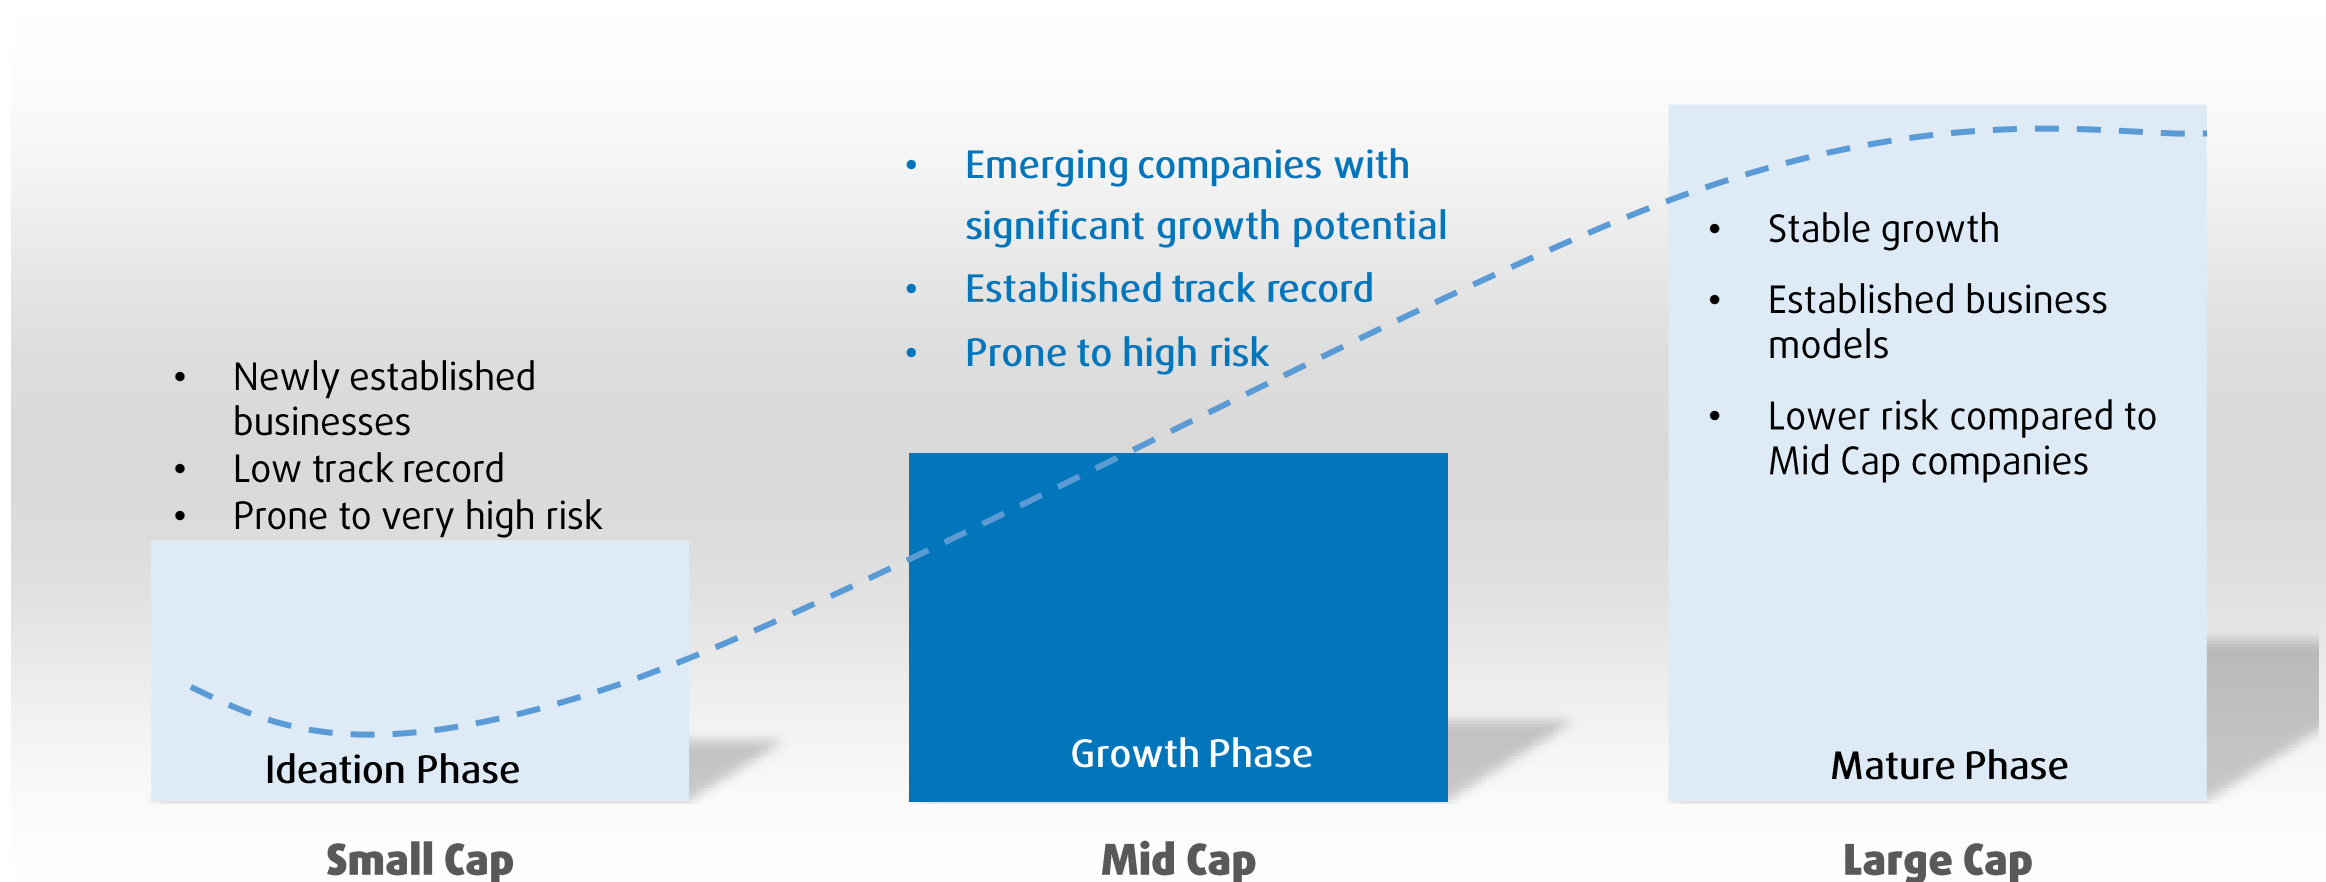 • Newly established
businesses
• Low track record
• Prone to very high risk
Ideation Phase
Small Cap
• Emerging companies with
significant growth potential
• Established track record
• Prone to high risk
Growth Phase
Mid Cap
• Stable growth
• Established business
models
• Lower risk compared to
Mid Cap companies
Mature Phase
Large Cap